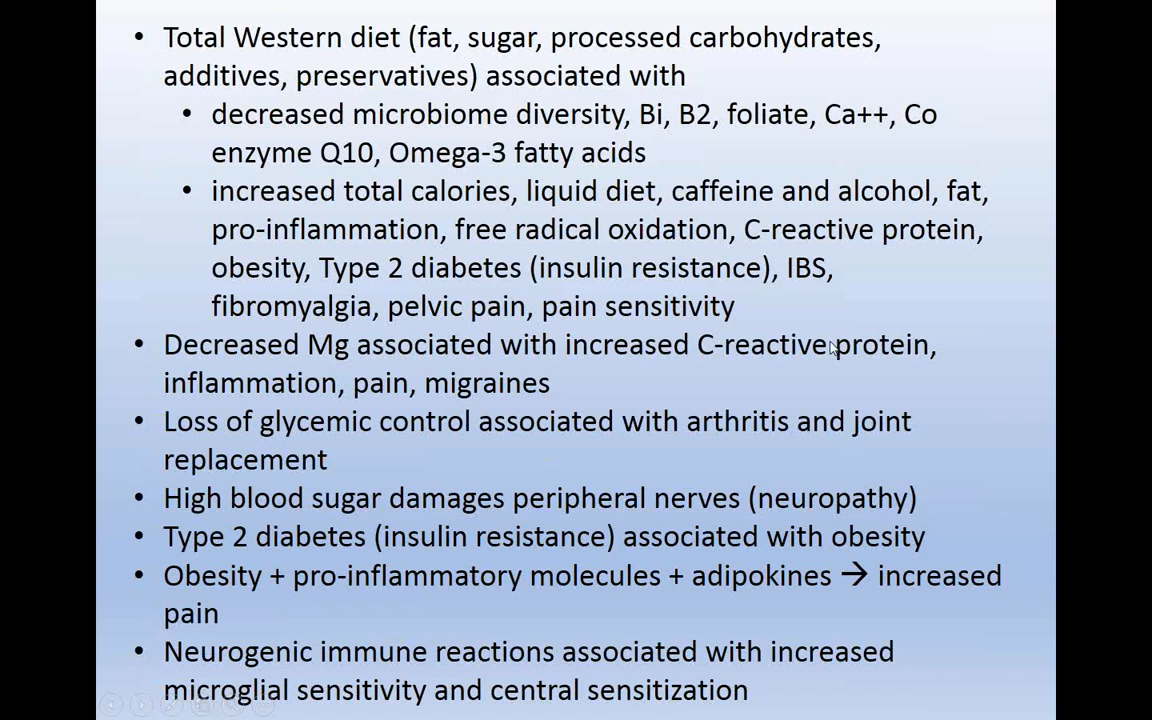 • Total Western diet (fat, sugar, processed carbohydrates,
additives, preservatives) associated with
• decreased microbiome diversity, Bi, B2, foliate, Ca++, Co
enzyme Q10, Omega-3 fatty acids
• increased total calories, liquid diet, caffeine and alcohol, fat,
pro-inflammation, free radical oxidation, C-reactive protein,
obesity, Type 2 diabetes (insulin resistance), IBS,
fibromyalgia, pelvic pain, pain sensitivity
• Decreased Mg associated with increased C-reactive protein,
inflammation, pain, migraines
• Loss of glycemic control associated with arthritis and joint
replacement
• High blood sugar damages peripheral nerves (neuropathy)
• Type 2 diabetes (insulin resistance) associated with obesity
• Obesity + pro-inflammatory molecules + adipokines → increased
pain
• Neurogenic immune reactions associated with increased
microglial sensitivity and central sensitization